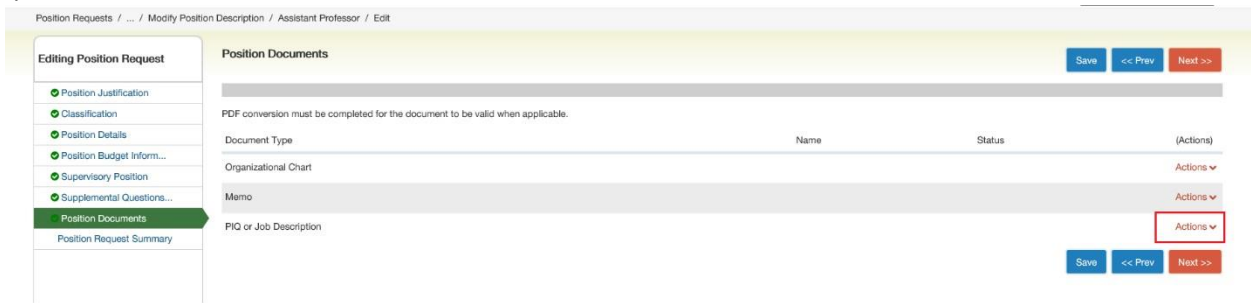 Position Requests / ... / Modify Position Description / Assistant Professor / Edit
Editing Position Request
Position Justification
Classification
Position Details
Position Budget Inform...
Supervisory Position
Supplemental Questions...
Position Documents
Position Request Summary
Position Documents
Save << Prev Next >>
PDF conversion must be completed for the document to be valid when applicable.
Document Type Name Status (Actions)
Organizational Chart Actions
Memo Actions
PIQ or Job Description Actions
Save << Prev Next >>